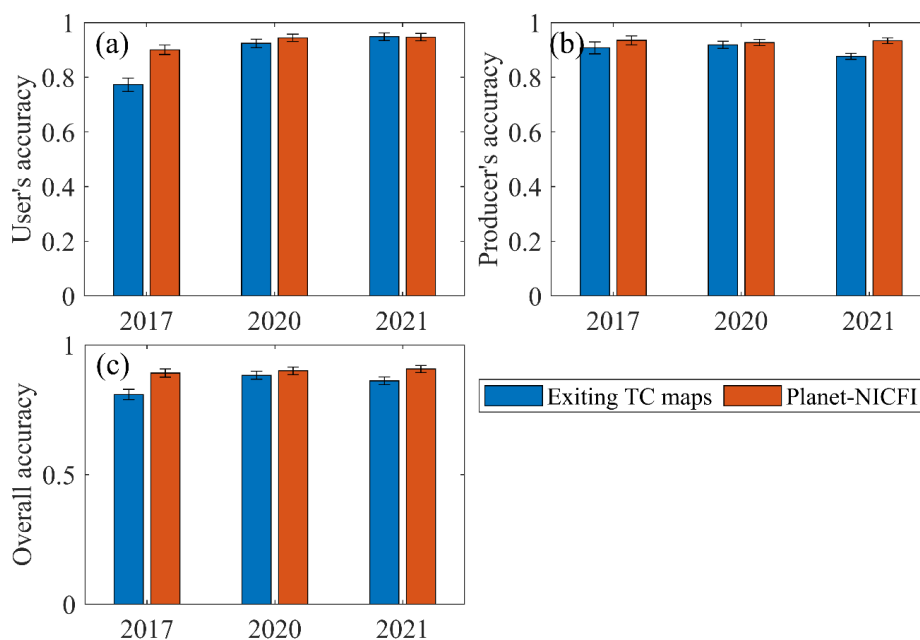 (a)
User's accuracy
1
0.8
0.6
0.4
0.2
0
2017 2020 2021
(b)
Producer's accuracy
1
0.8
0.6
0.4
0.2
0
2017 2020 2021
(c)
Overall accuracy
1
0.5
0
2017 2020 2021
Exiting TC maps Planet-NICFI